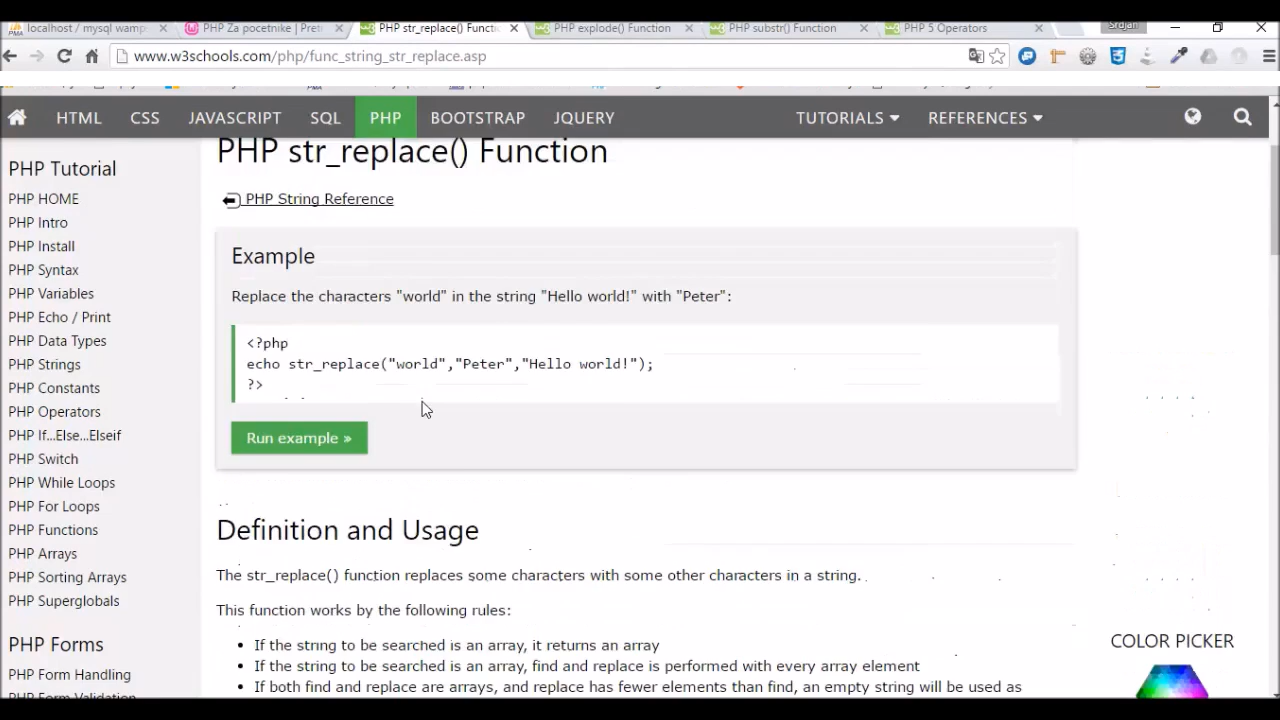 localhost / mysql wamp
PHP Za pocetnike | Pret
PHP str_replace() Functi
PHP explode() Function
PHP substr() Function
PHP 5 Operators
Srdjan
www.w3schools.com/php/func_string_str_replace.asp
HTML
CSS
JAVASCRIPT
SQL
PHP
BOOTSTRAP
JQUERY
TUTORIALS
REFERENCES
PHP Tutorial
PHP HOME
PHP Intro
PHP Install
PHP Syntax
PHP Variables
PHP Echo / Print
PHP Data Types
PHP Strings
PHP Constants
PHP Operators
PHP If...Else...Elseif
PHP Switch
PHP While Loops
PHP For Loops
PHP Functions
PHP Arrays
PHP Sorting Arrays
PHP Superglobals
PHP Forms
PHP Form Handling
PHP Form Validation
PHP str_replace() Function
PHP String Reference
Example
Replace the characters "world" in the string "Hello world!" with "Peter":
<?php
echo str_replace("world","Peter","Hello world!");
?>
Run example »
Definition and Usage
The str_replace() function replaces some characters with some other characters in a string.
This function works by the following rules:
• If the string to be searched is an array, it returns an array
• If the string to be searched is an array, find and replace is performed with every array element
• If both find and replace are arrays, and replace has fewer elements than find, an empty string will be used as
COLOR PICKER